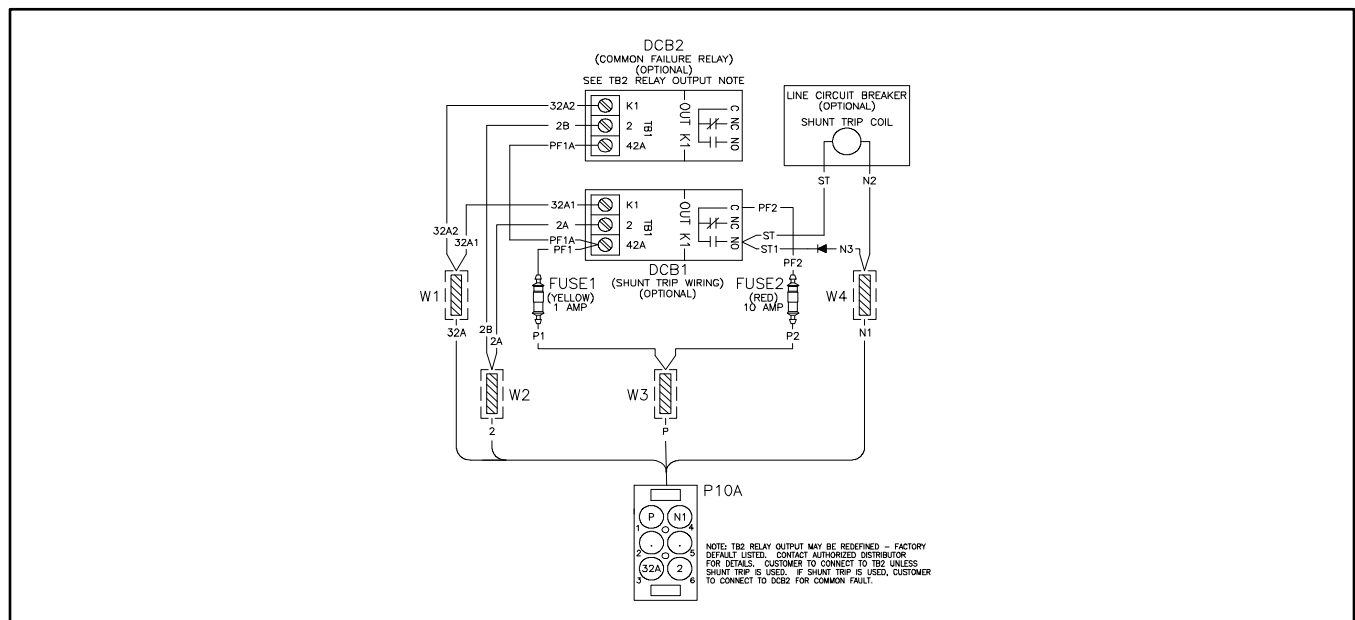 DCB2
(COMMON FAILURE RELAY)
(OPTIONAL)
SEE TB2 RELAY OUTPUT NOTE
32A2
K1
2B
2
PF1A
42A
TB1
OUT K1
C
NC
NO
LINE CIRCUIT BREAKER
(OPTIONAL)
SHUNT TRIP COIL
ST
N2
32A1
K1
2A
2
PF1A
PF1
42A
TB1
OUT K1
C
NC
NO
PF2
ST
ST1
N3
PF2
32A2
32A1
DCB1
(SHUNT TRIP WIRING)
(OPTIONAL)
FUSE1
(YELLOW)
1 AMP
FUSE2
(RED)
10 AMP
W1
W4
32A
2B
2A
P1
P2
N1
W2
W3
2
P
P10A
P
N1
1
4
2
5
32A
2
3
6
NOTE: TB2 RELAY OUTPUT MAY BE REDEFINED - FACTORY
DEFAULT LISTED. CONTACT AUTHORIZED DISTRIBUTOR
FOR DETAILS. CUSTOMER TO CONNECT TO TB2 UNLESS
SHUNT TRIP IS USED. IF SHUNT TRIP IS USED, CUSTOMER
TO CONNECT TO DCB2 FOR COMMON FAULT.